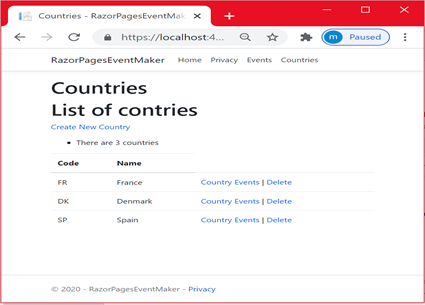 Countries - RazorPagesEventMak
https://localhost:4...
m Paused
RazorPagesEventMaker Home Privacy Events Countries
Countries
List of contries
Create New Country
There are 3 countries
Code Name
FR France Country Events | Delete
DK Denmark Country Events | Delete
SP Spain Country Events | Delete
© 2020 - RazorPagesEventMaker - Privacy